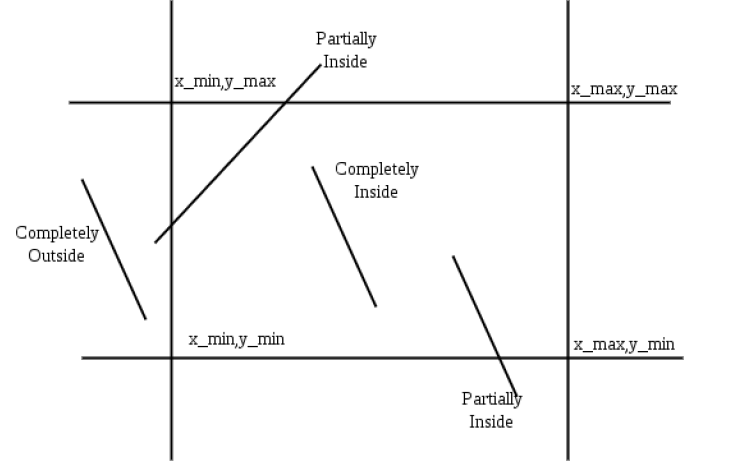 Partially
Inside
x_min,y_max
x_max,y_max
Completely
Inside
Completely
Outside
x_min,y_min
x_max,y_min
Partially
Inside